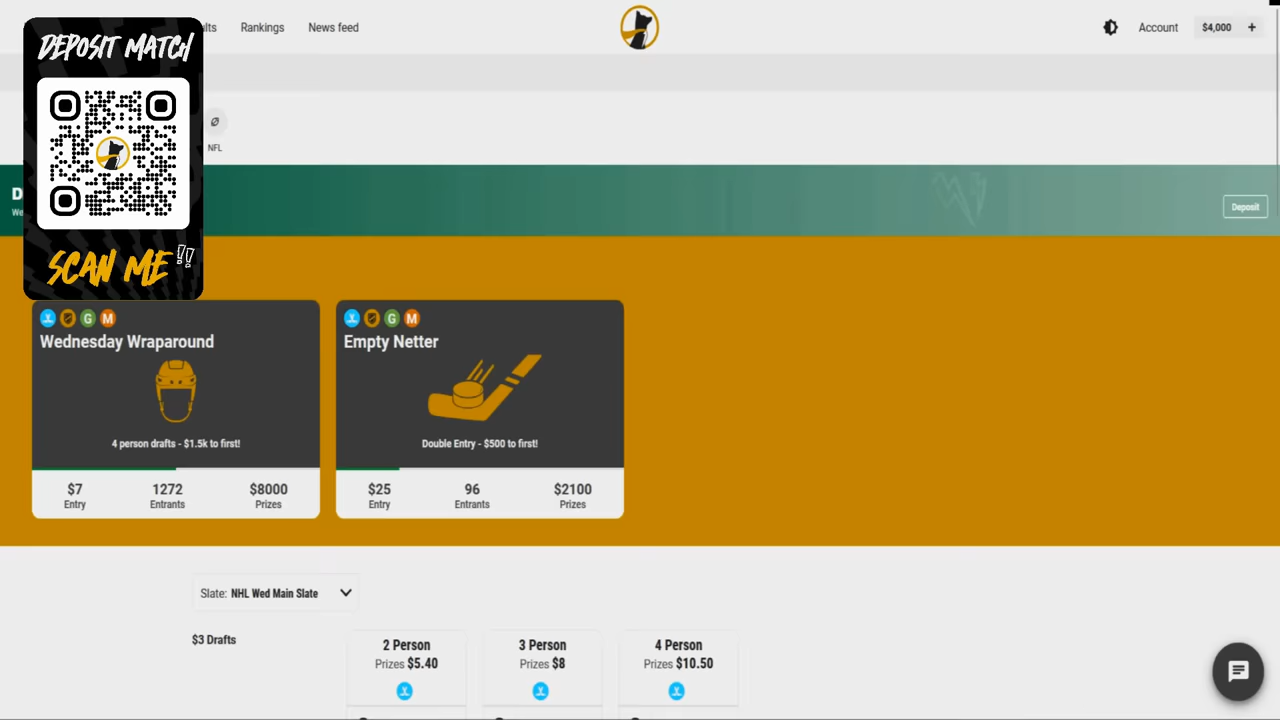 DEPOSIT MATCH
SCAN ME!!
Rankings
News feed
Account
$4,000 +
NFL
Deposit
G M
Wednesday Wraparound
4 person drafts - $1.5k to first!
$7
Entry
1272
Entrants
$8000
Prizes
G M
Empty Netter
Double Entry - $500 to first!
$25
Entry
96
Entrants
$2100
Prizes
Slate: NHL Wed Main Slate
$3 Drafts
2 Person
Prizes $5.40
3 Person
Prizes $8
4 Person
Prizes $10.50